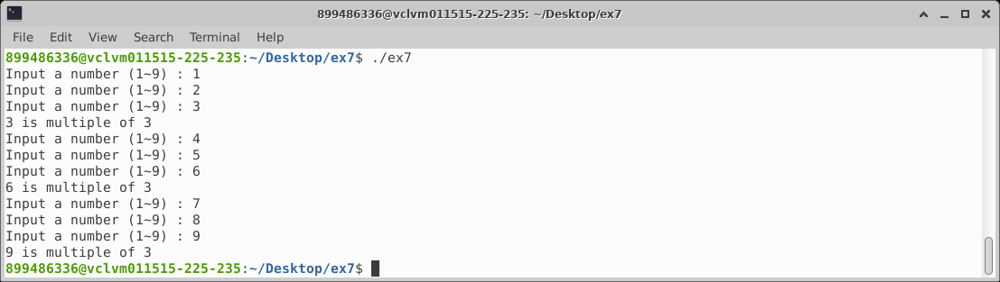 899486336@vclvm011515-225-235: ~/Desktop/ex7
File Edit View Search Terminal Help
899486336@vclvm011515-225-235:~/Desktop/ex7$ ./ex7
Input a number (1~9) : 1
Input a number (1~9) : 2
Input a number (1~9) : 3
3 is multiple of 3
Input a number (1~9) : 4
Input a number (1~9) : 5
Input a number (1~9) : 6
6 is multiple of 3
Input a number (1~9) : 7
Input a number (1~9) : 8
Input a number (1~9) : 9
9 is multiple of 3
899486336@vclvm011515-225-235:~/Desktop/ex7$